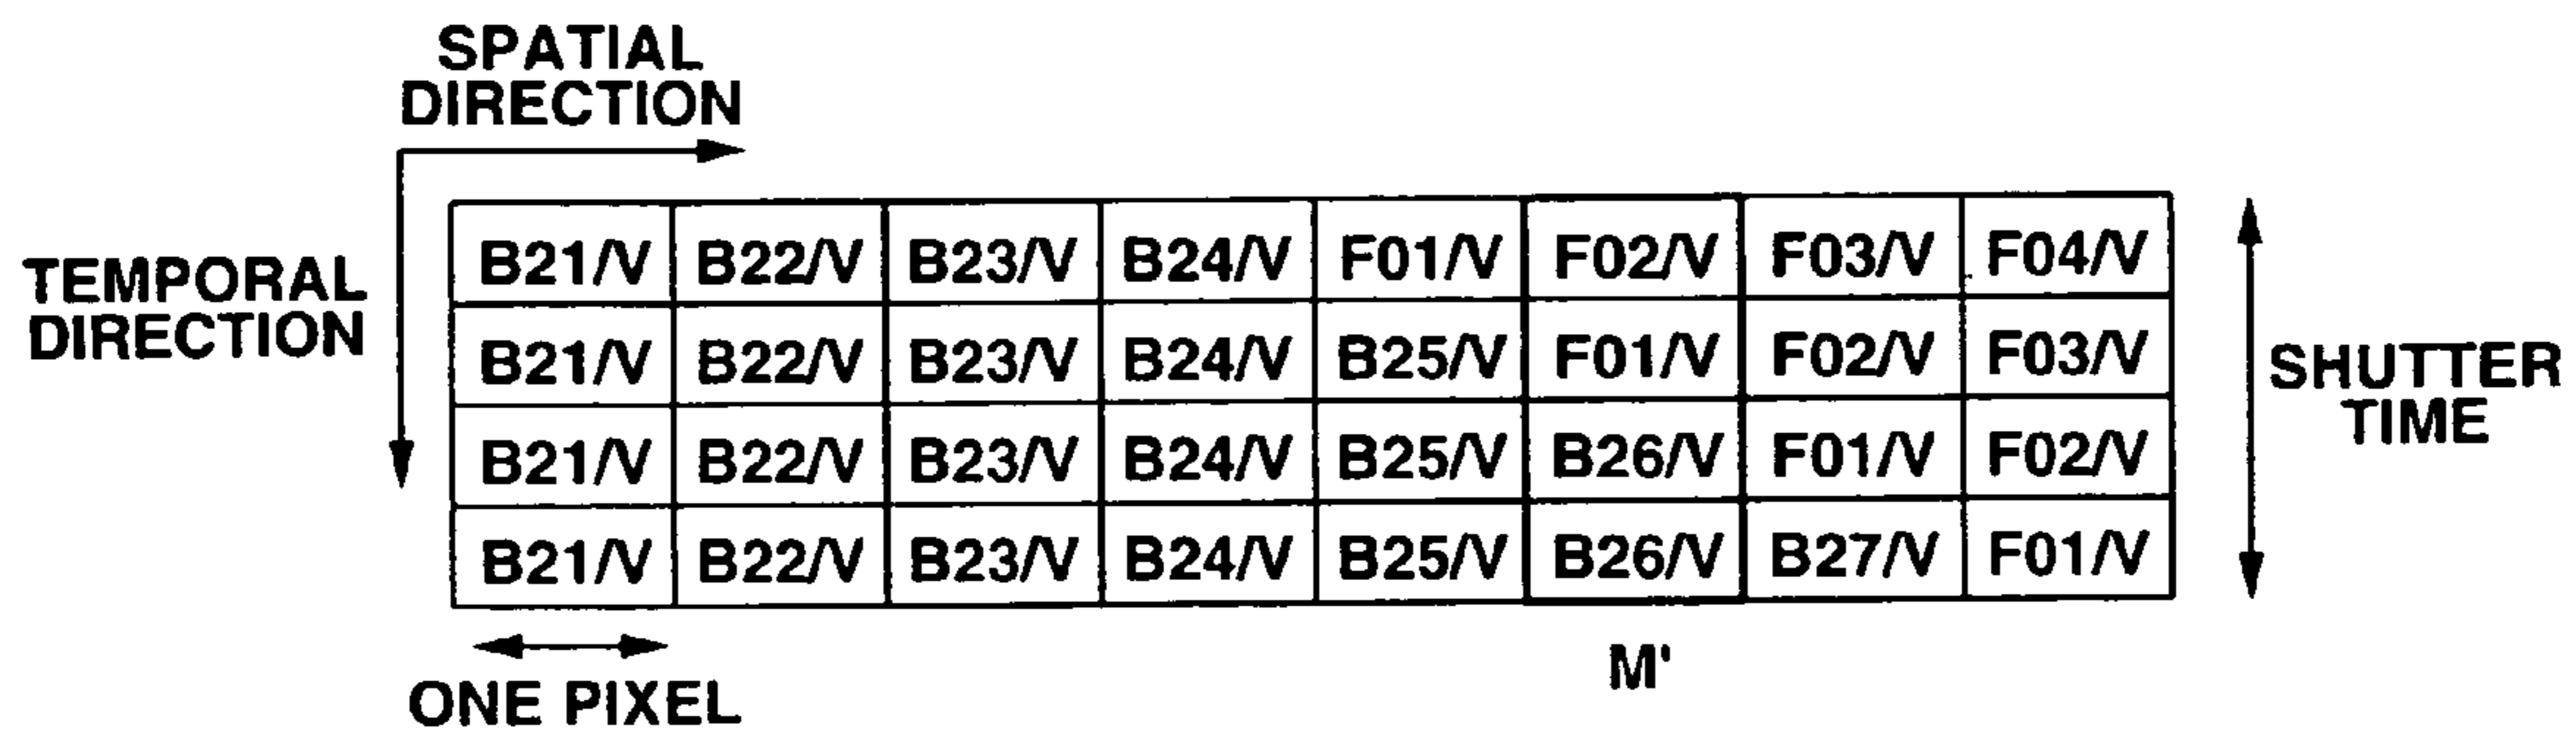 SPATIAL
DIRECTION
TEMPORAL
DIRECTION
B21/V B22/V B23/V B24/V F01/V F02/V F03/V F04/V
B21/V B22/V B23/V B24/V B25/V F01/V F02/V F03/V
B21/V B22/V B23/V B24/V B25/V B26/V F01/V F02/V
B21/V B22/V B23/V B24/V B25/V B26/V B27/V F01/V
SHUTTER
TIME
ONE PIXEL
M'